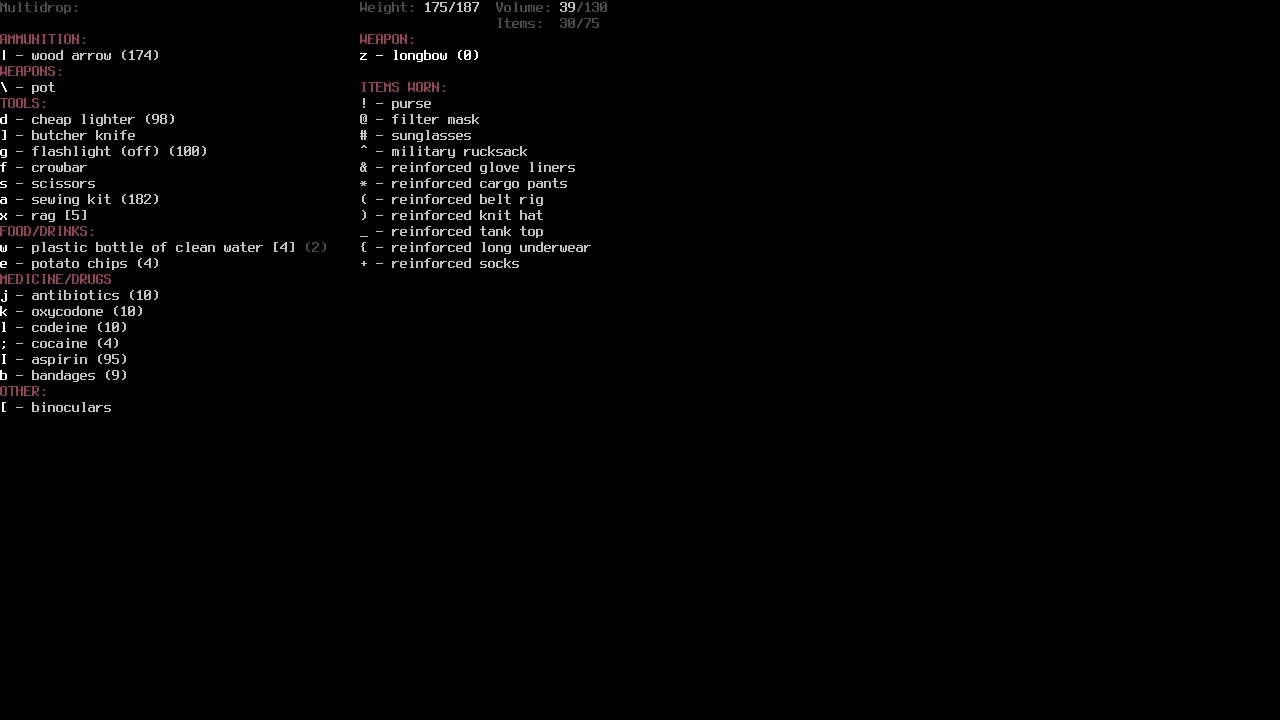 Multidrop: Weight: 175/187 Volume: 39/130
Items: 30/75
AMMUNITION: WEAPON:
| - wood arrow (174) z - longbow (0)
WEAPONS:
\ - pot ITEMS WORN:
TOOLS: ! - purse
d - cheap lighter (98) @ - filter mask
] - butcher knife # - sunglasses
g - flashlight (off) (100) ^ - military rucksack
f - crowbar & - reinforced glove liners
s - scissors * - reinforced cargo pants
a - sewing kit (182) ( - reinforced belt rig
x - rag [5] ) - reinforced knit hat
FOOD/DRINKS: _ - reinforced tank top
w - plastic bottle of clean water [4] (2) { - reinforced long underwear
e - potato chips (4) + - reinforced socks
MEDICINE/DRUGS
j - antibiotics (10)
k - oxycodone (10)
l - codeine (10)
; - cocaine (4)
I - aspirin (95)
b - bandages (9)
OTHER:
[ - binoculars